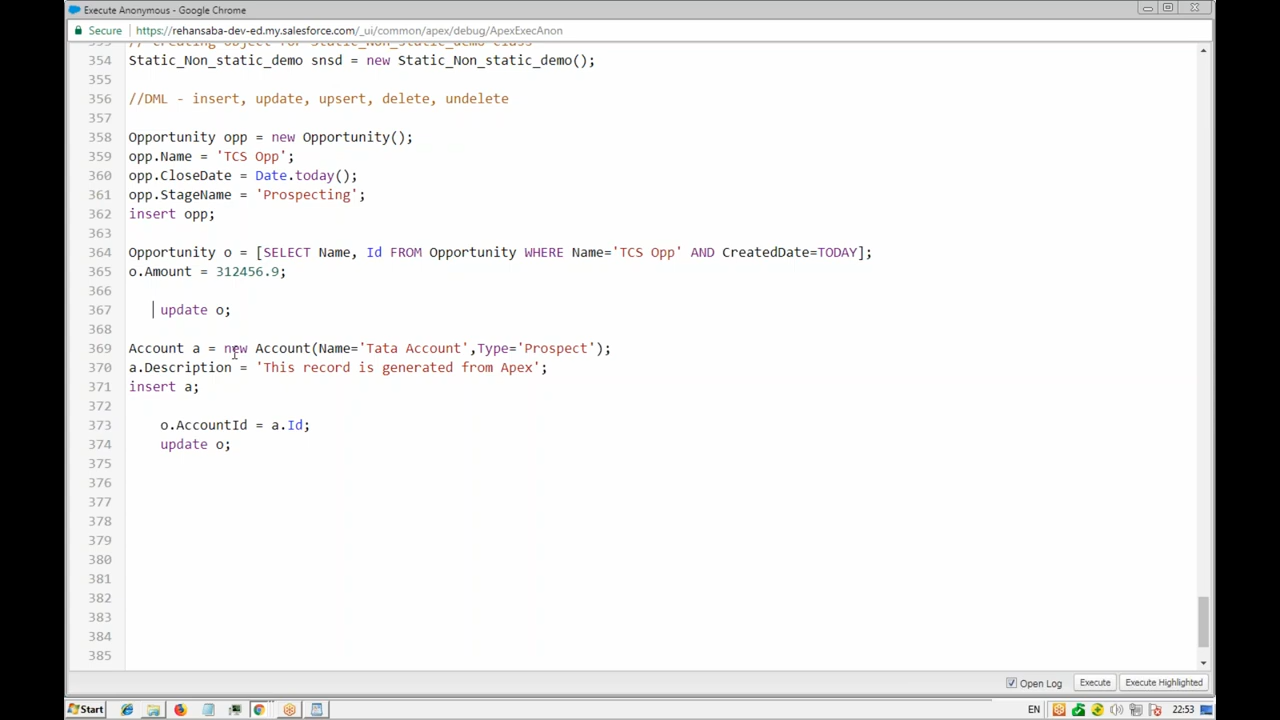 Execute Anonymous - Google Chrome
Secure https://rehansaba-dev-ed.my.salesforce.com/_ui/common/apex/debug/ApexExecAnon
353 // creating object for Static_Non_static_demo class
354 Static_Non_static_demo snsd = new Static_Non_static_demo();
355
356 //DML - insert, update, upsert, delete, undelete
357
358 Opportunity opp = new Opportunity();
359 opp.Name = 'TCS Opp';
360 opp.CloseDate = Date.today();
361 opp.StageName = 'Prospecting';
362 insert opp;
363
364 Opportunity o = [SELECT Name, Id FROM Opportunity WHERE Name='TCS Opp' AND CreatedDate=TODAY];
365 o.Amount = 312456.9;
366
367 update o;
368
369 Account a = new Account(Name='Tata Account',Type='Prospect');
370 a.Description = 'This record is generated from Apex';
371 insert a;
372
373 o.AccountId = a.Id;
374 update o;
375
376
377
378
379
380
381
382
383
384
385
Open Log Execute Execute Highlighted
Start EN 22:53